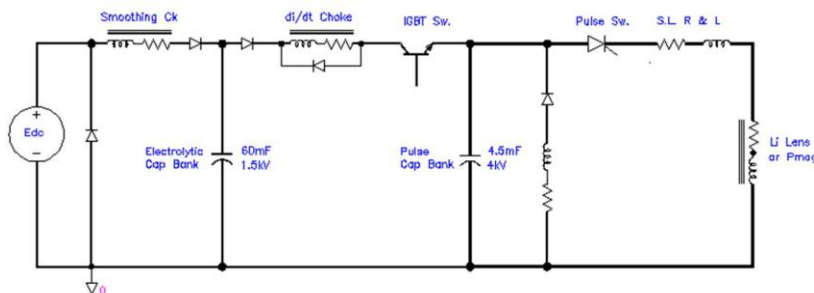 Smoothing Ck
di/dt Choke
IGBT Sw.
Pulse Sw.
S.L. R & L
+
Edc
−
Electrolytic
Cap Bank
60mF
1.5kV
Pulse
Cap Bank
4.5mF
4kV
Li Lens
or Pmag
0